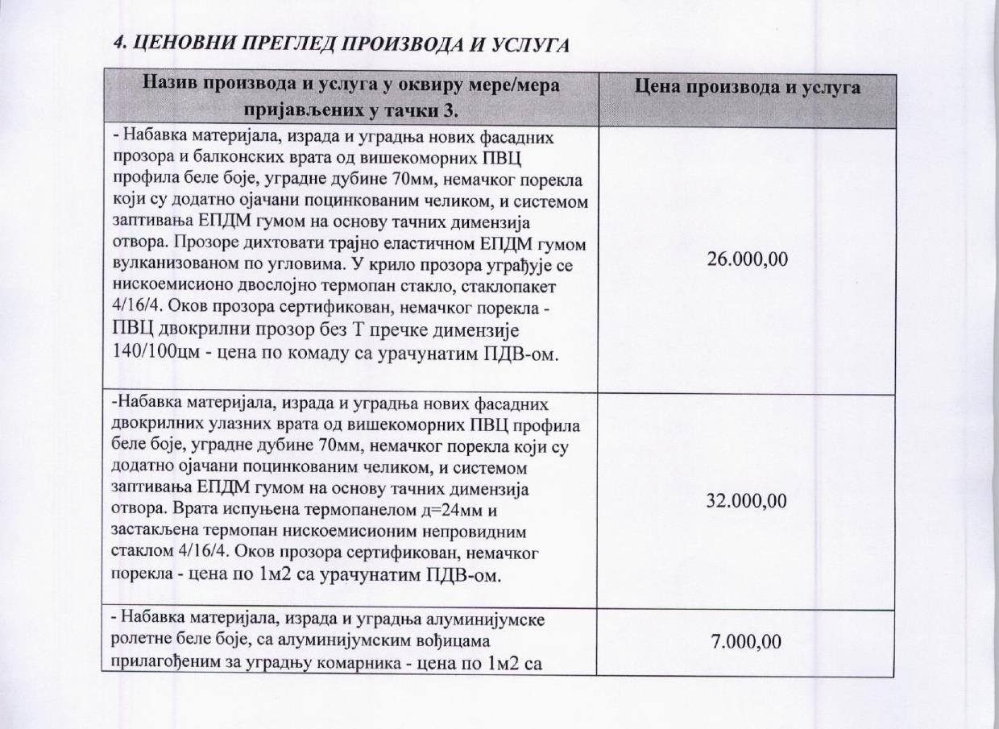 4. ЦЕНОВНИ ПРЕГЛЕД ПРОИЗВОДА И УСЛУГА
Назив производа и услуга у оквиру мере/мера
пријављених у тачки 3.
Цена производа и услуга
- Набавка материјала, израда и уградња нових фасадних
прозора и балконских врата од вишекоморних ПВЦ
профила беле боје, уградне дубине 70мм, немачког порекла
који су додатно ојачани поцинкованим челиком, и системом
заптивања ЕПДМ гумом на основу тачних димензија
отвора. Прозоре дихтовати трајно еластичном ЕПДМ гумом
вулканизованом по угловима. У крило прозора уграђује се
нискоемисионо двослојно термопан стакло, стаклопакет
4/16/4. Оков прозора сертификован, немачког порекла -
ПВЦ двокрилни прозор без Т пречке димензије
140/100цм - цена по комаду са урачунатим ПДВ-ом.
26.000,00
-Набавка материјала, израда и уградња нових фасадних
двокрилних улазних врата од вишекоморних ПВЦ профила
беле боје, уградне дубине 70мм, немачког порекла који су
додатно ојачани поцинкованим челиком, и системом
заптивања ЕПДМ гумом на основу тачних димензија
отвора. Врата испуњена термопанелом д=24мм и
застакљена термопан нискоемисионим непровидним
стаклом 4/16/4. Оков прозора сертификован, немачког
порекла - цена по 1м2 са урачунатим ПДВ-ом.
32.000,00
- Набавка материјала, израда и уградња алуминијумске
ролетне беле боје, са алуминијумским вођицама
прилагођеним за уградњу комарника - цена по 1м2 са
7.000,00